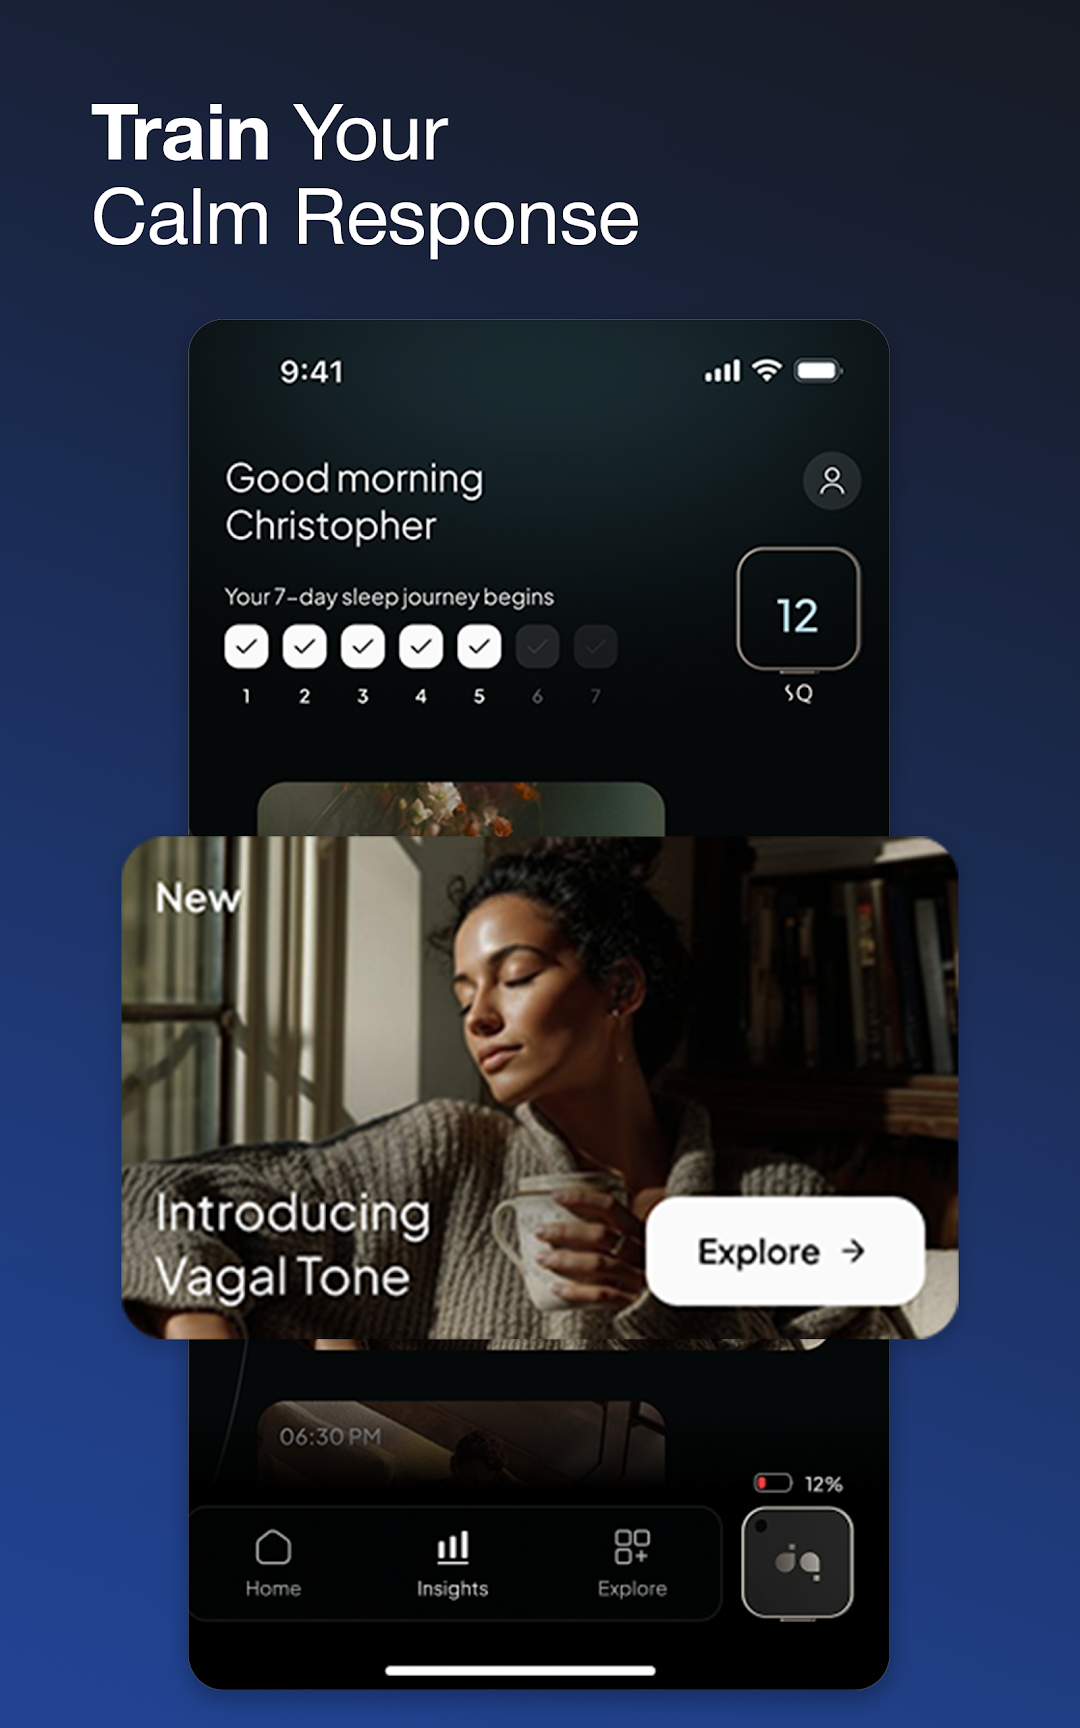 Train Your
Calm Response
9:41
Good morning
Christopher
Your 7-day sleep journey begins
1 2 3 4 5 6 7
12
SQ
New
Introducing
Vagal Tone
Explore →
06:30 PM
12%
Home Insights Explore